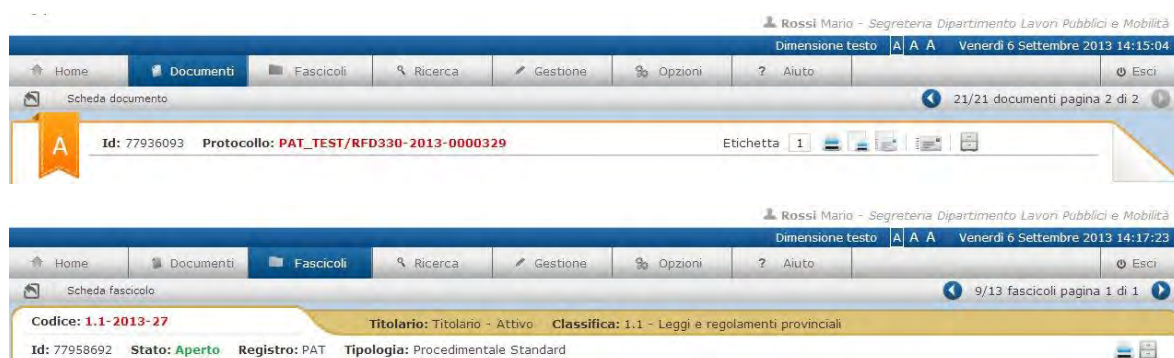 Rossi Mario - Segreteria Dipartimento Lavori Pubblici e Mobilità
Dimensione testo A A A Venerdì 6 Settembre 2013 14:15:04
Home Documenti Fascicoli Ricerca Gestione Opzioni ? Aiuto Esci
Scheda documento 21/21 documenti pagina 2 di 2
A Id: 77936093 Protocollo: PAT_TEST/RFD330-2013-0000329 Etichetta 1
Rossi Mario - Segreteria Dipartimento Lavori Pubblici e Mobilità
Dimensione testo A A A Venerdì 6 Settembre 2013 14:17:23
Home Documenti Fascicoli Ricerca Gestione Opzioni ? Aiuto Esci
Scheda fascicolo 9/13 fascicoli pagina 1 di 1
Codice: 1.1-2013-27 Titolario: Titolario - Attivo Classifica: 1.1 - Leggi e regolamenti provinciali
Id: 77958692 Stato: Aperto Registro: PAT Tipologia: Procedimentale Standard